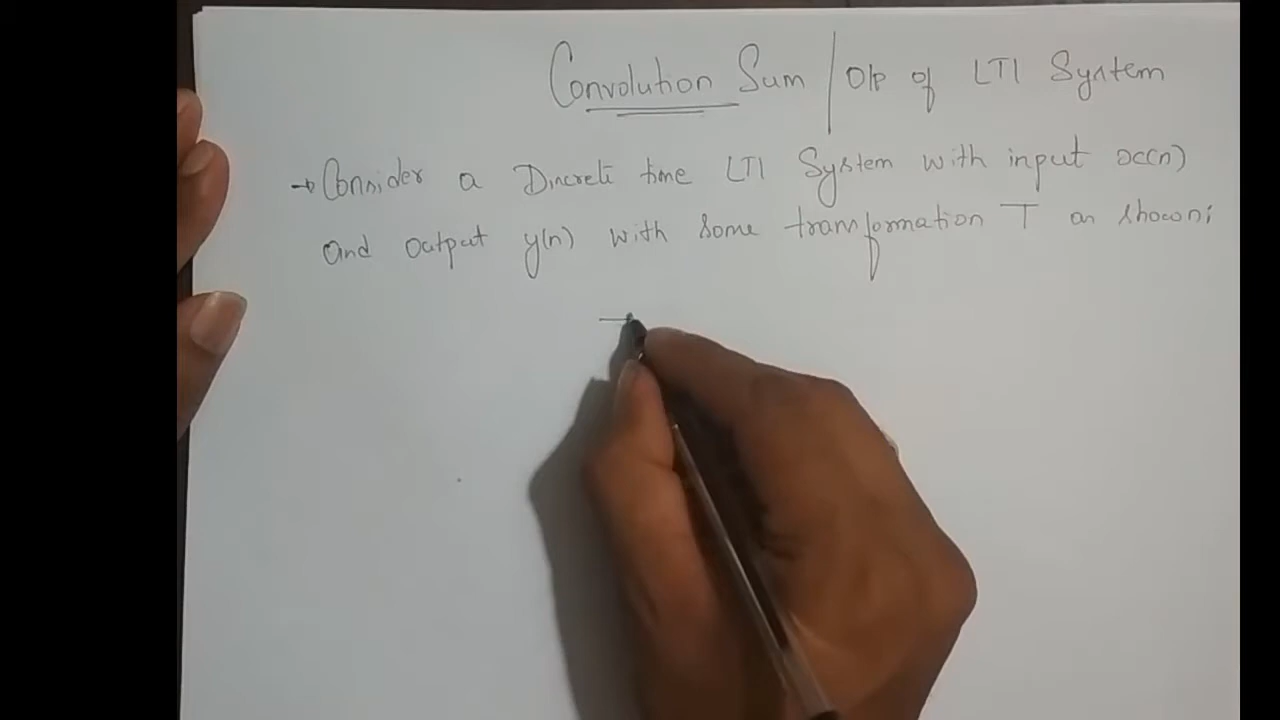 Convolution Sum / O/p of LTI System
→ Consider a Discrete time LTI System with input x(n)
and output y(n) with some transformation T as shown;